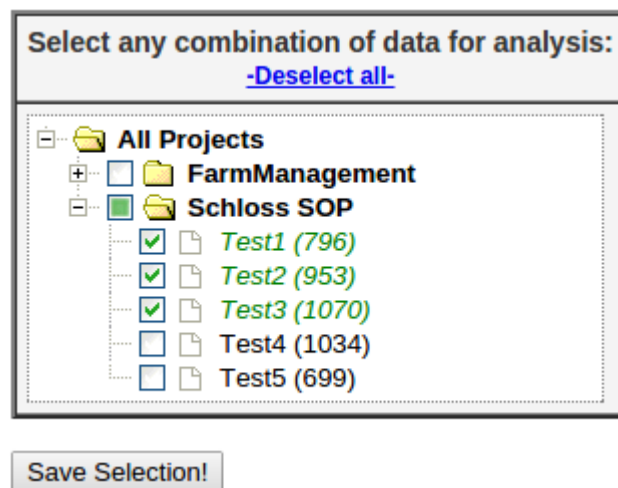 Select any combination of data for analysis:
-Deselect all-
All Projects
FarmManagement
Schloss SOP
Test1 (796)
Test2 (953)
Test3 (1070)
Test4 (1034)
Test5 (699)
Save Selection!